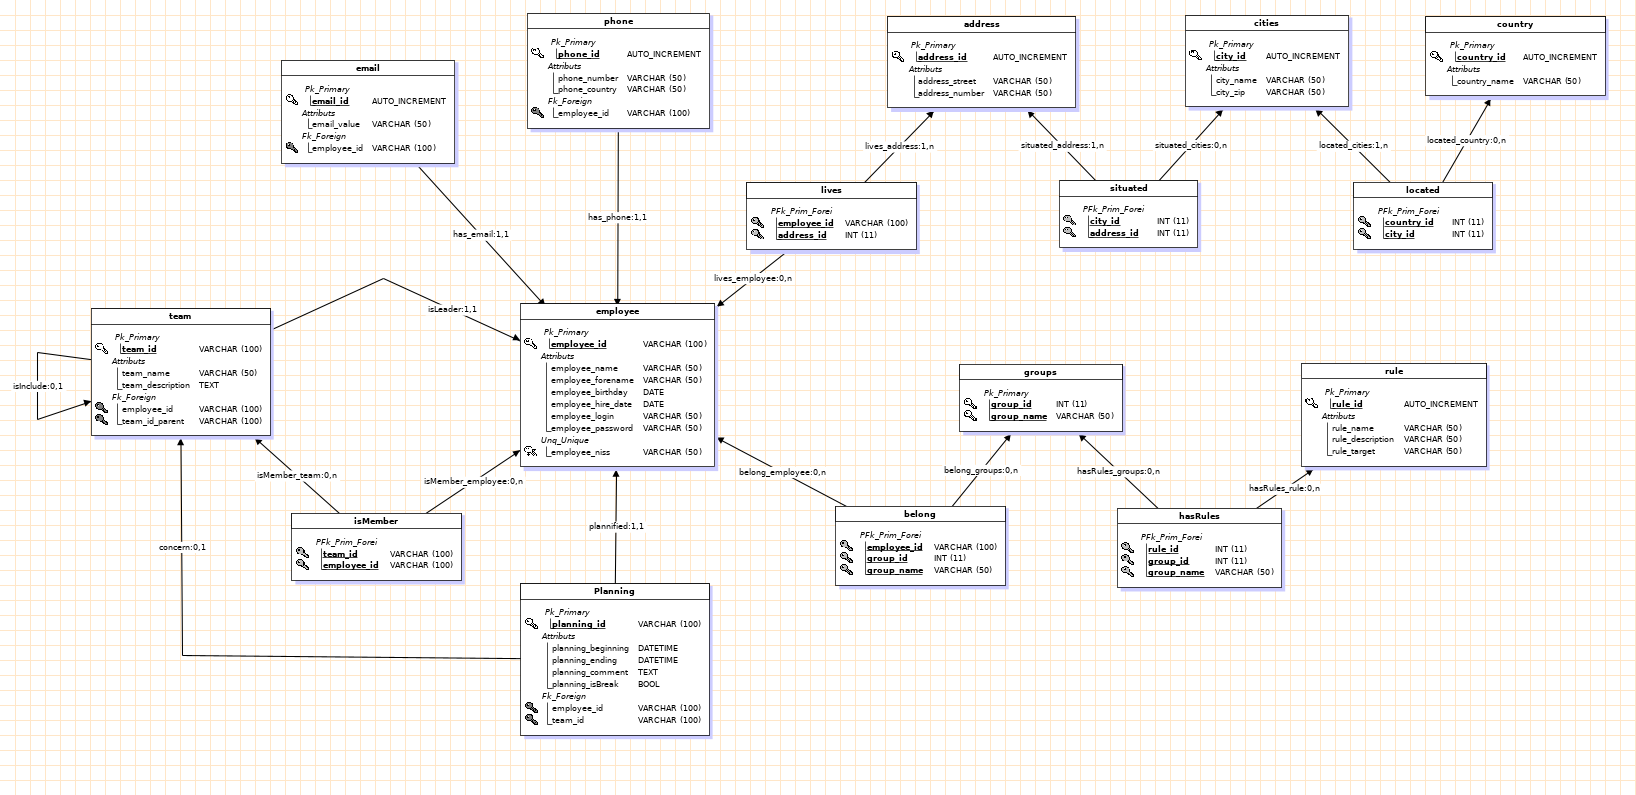 phone
Pk_Primary
phone_id AUTO_INCREMENT
Attributs
phone_number VARCHAR (50)
phone_country VARCHAR (50)
Fk_Foreign
employee_id VARCHAR (100)
address
Pk_Primary
address_id AUTO_INCREMENT
Attributs
address_street VARCHAR (50)
address_number VARCHAR (50)
cities
Pk_Primary
city_id AUTO_INCREMENT
Attributs
city_name VARCHAR (50)
city_zip VARCHAR (50)
country
Pk_Primary
country_id AUTO_INCREMENT
Attributs
country_name VARCHAR (50)
email
Pk_Primary
email_id AUTO_INCREMENT
Attributs
email_value VARCHAR (50)
Fk_Foreign
employee_id VARCHAR (100)
lives_address:1,n
situated_address:1,n
situated_cities:0,n
located_cities:1,n
located_country:0,n
lives
PFk_Prim_Forei
employee_id VARCHAR (100)
address_id INT (11)
situated
PFk_Prim_Forei
city_id INT (11)
address_id INT (11)
located
PFk_Prim_Forei
country_id INT (11)
city_id INT (11)
has_email:1,1
has_phone:1,1
lives_employee:0,n
isLeader:1,1
team
Pk_Primary
team_id VARCHAR (100)
Attributs
team_name VARCHAR (50)
team_description TEXT
Fk_Foreign
employee_id VARCHAR (100)
team_id_parent VARCHAR (100)
isInclude:0,1
employee
Pk_Primary
employee_id VARCHAR (100)
Attributs
employee_name VARCHAR (50)
employee_forename VARCHAR (50)
employee_birthday DATE
employee_hire_date DATE
employee_login VARCHAR (50)
employee_password VARCHAR (50)
Unq_Unique
employee_niss VARCHAR (50)
groups
Pk_Primary
group_id INT (11)
group_name VARCHAR (50)
rule
Pk_Primary
rule_id AUTO_INCREMENT
Attributs
rule_name VARCHAR (50)
rule_description VARCHAR (50)
rule_target VARCHAR (50)
isMember_team:0,n
isMember_employee:0,n
belong_employee:0,n
belong_groups:0,n
hasRules_groups:0,n
hasRules_rule:0,n
isMember
PFk_Prim_Forei
team_id VARCHAR (100)
employee_id VARCHAR (100)
plannified:1,1
concern:0,1
belong
PFk_Prim_Forei
employee_id VARCHAR (100)
group_id INT (11)
group_name VARCHAR (50)
hasRules
PFk_Prim_Forei
rule_id INT (11)
group_id INT (11)
group_name VARCHAR (50)
Planning
Pk_Primary
planning_id VARCHAR (100)
Attributs
planning_beginning DATETIME
planning_ending DATETIME
planning_comment TEXT
planning_isBreak BOOL
Fk_Foreign
employee_id VARCHAR (100)
team_id VARCHAR (100)